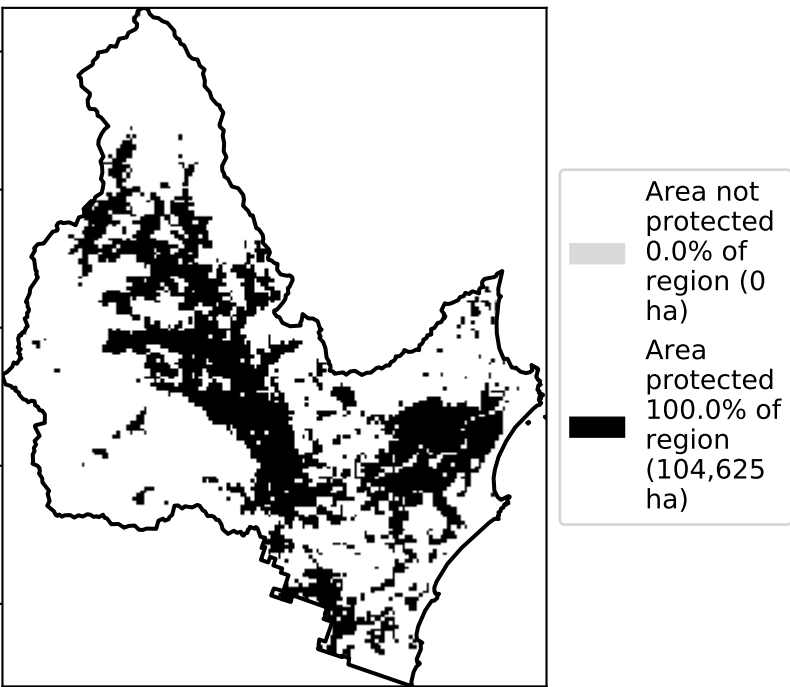 Area not
protected
0.0% of
region (0
ha)
Area
protected
100.0% of
region
(104,625
ha)